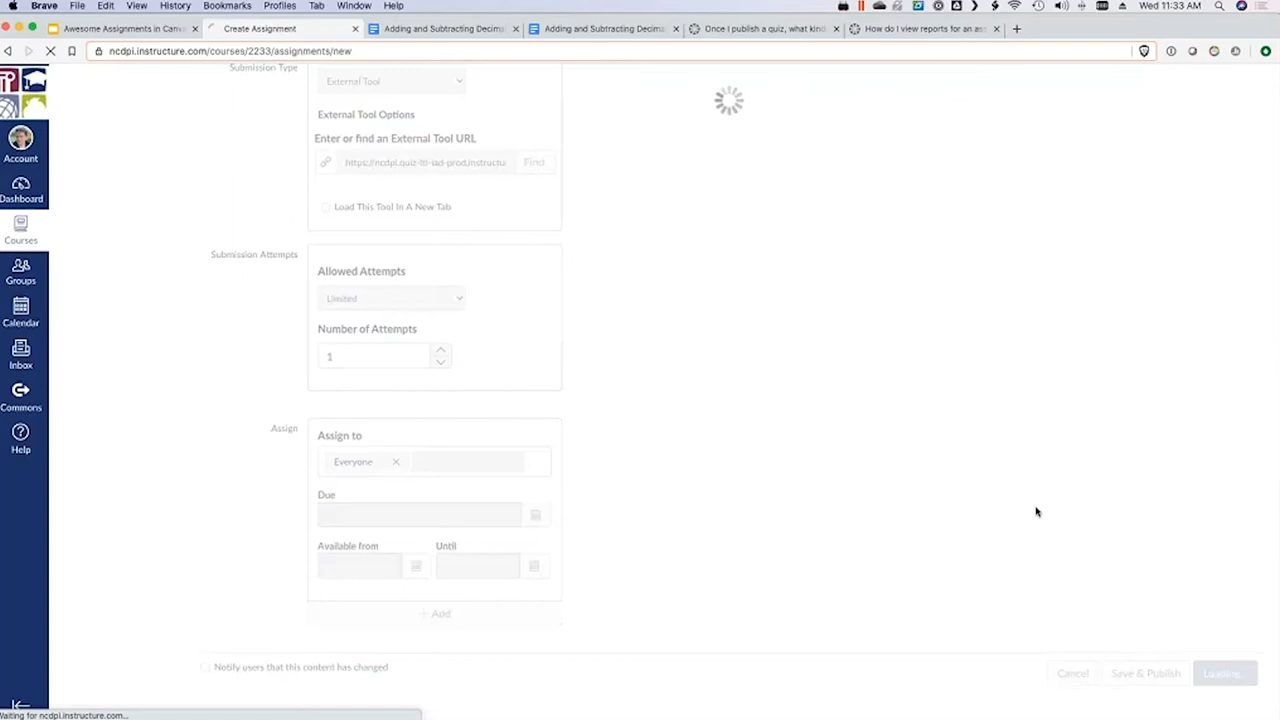 Brave File Edit View History Bookmarks Profiles Tab Window Help Wed 11:33 AM
Awesome Assignments in Canva Create Assignment Adding and Subtracting Decima Adding and Subtracting Decima Once I publish a quiz, what kind How do I view reports for an ass
ncdpi.instructure.com/courses/2233/assignments/new
Submission Type
External Tool
External Tool Options
Enter or find an External Tool URL
https://ncdpi.quiz-lti-iad-prod.instructu
Find
Load This Tool In A New Tab
Account
Dashboard
Courses
Groups
Calendar
Inbox
Commons
Help
Submission Attempts
Allowed Attempts
Limited
Number of Attempts
1
Assign
Assign to
Everyone
Due
Available from Until
+ Add
Notify users that this content has changed
Cancel Save & Publish Loading...
Waiting for ncdpi.instructure.com...